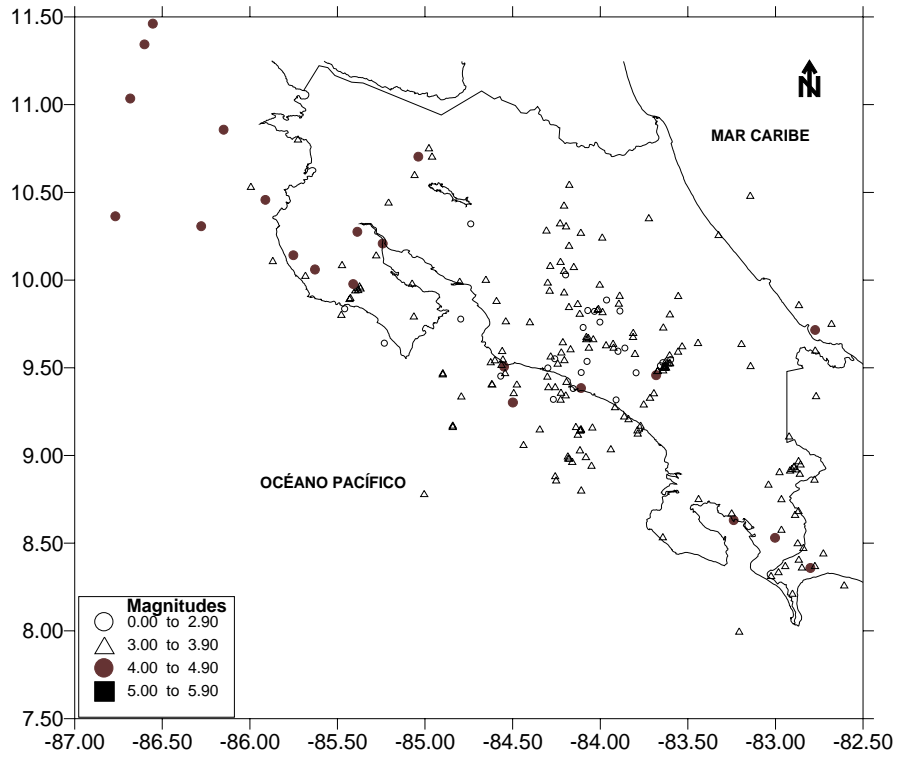 11.50
11.00
10.50
10.00
9.50
9.00
8.50
8.00
7.50
N
MAR CARIBE
OCÉANO PACÍFICO
Magnitudes
0.00 to 2.90
3.00 to 3.90
4.00 to 4.90
5.00 to 5.90
-87.00 -86.50 -86.00 -85.50 -85.00 -84.50 -84.00 -83.50 -83.00 -82.50